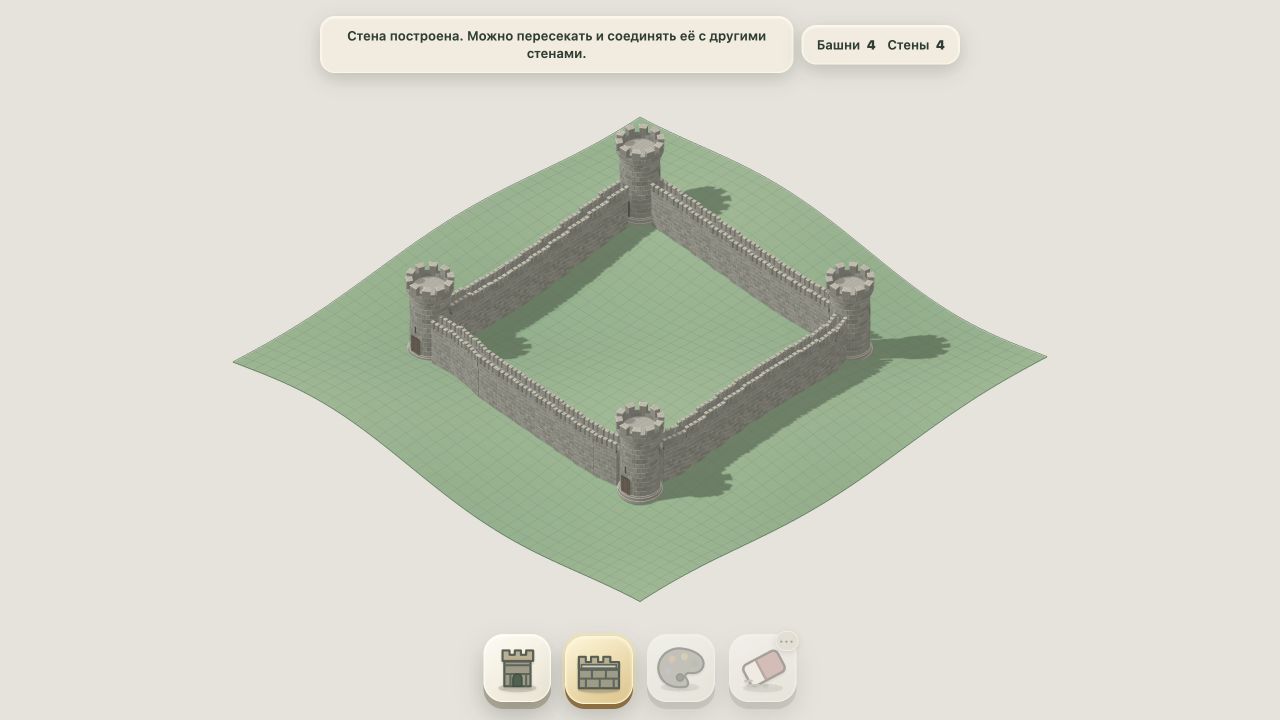 Стена построена. Можно пересекать и соединять её с другими
стенами.
Башни 4 Стены 4